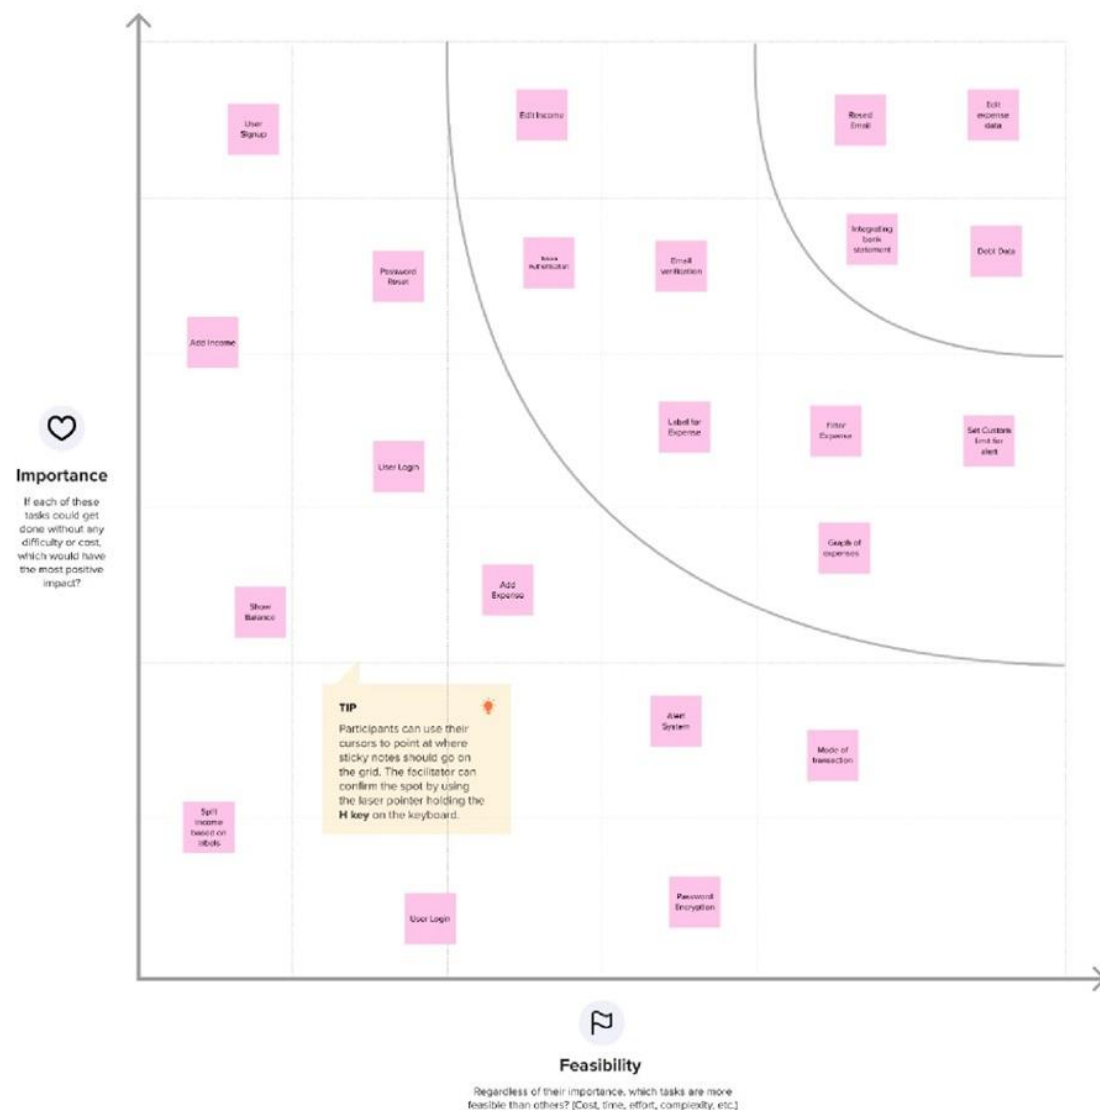 User
Signup
Edit Income
Resed
Email
Edit
expense
data
Integrating
bank
statement
Debt Data
Password
Reset
Email
verification
Add Income
Label for
Expense
Filter
Expense
Set Custom
limit for
alert
User Login
Graph of
expenses
Add
Expense
Show
Balance
Importance
If each of these
tasks could get
done without any
difficulty or cost,
which would have
the most positive
impact?
TIP
Participants can use their
cursors to point at where
sticky notes should go on
the grid. The facilitator can
confirm the spot by using
the laser pointer holding the
H key on the keyboard.
Alert
System
Mode of
transaction
Split
income
based on
labels
User Login
Password
Encryption
Feasibility
Regardless of their importance, which tasks are more
feasible than others? (Cost, time, effort, complexity, etc.)